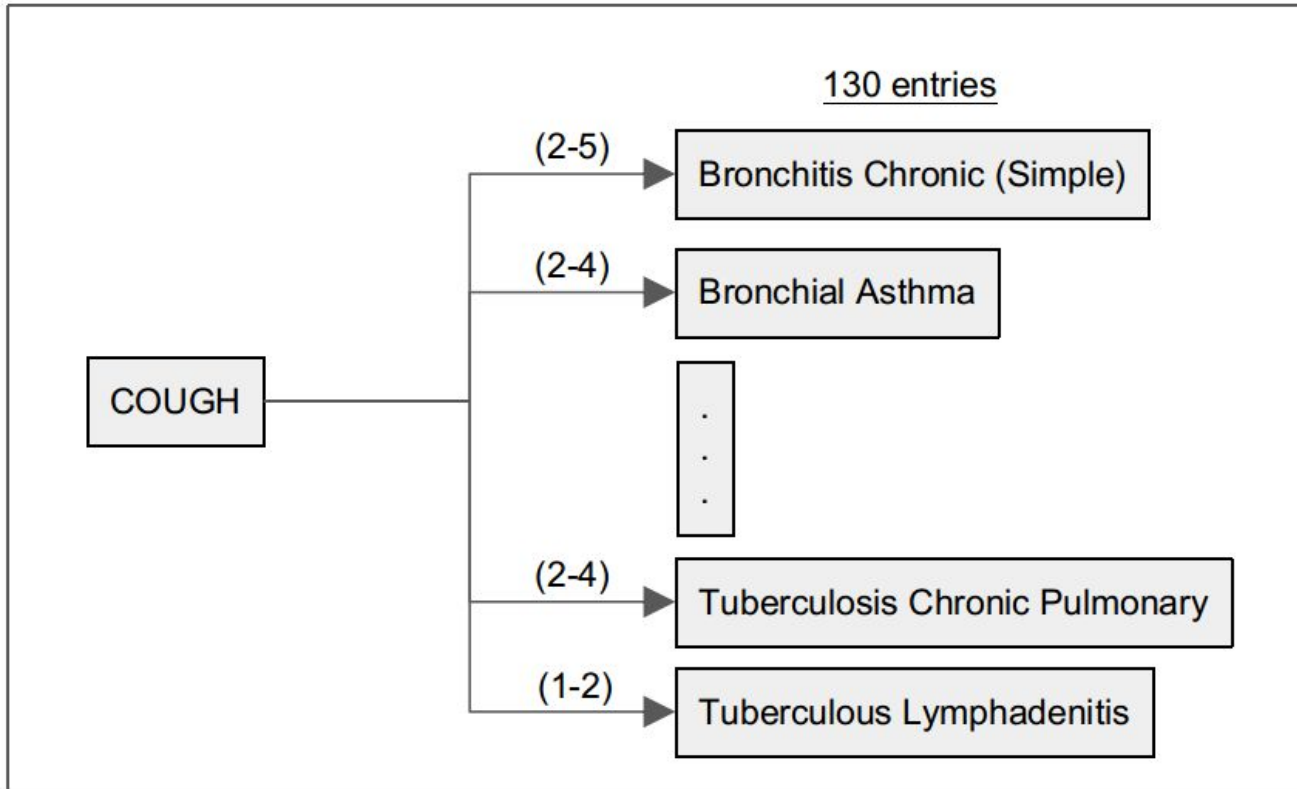 130 entries
(2-5)
Bronchitis Chronic (Simple)
(2-4)
Bronchial Asthma
COUGH
.
.
.
(2-4)
Tuberculosis Chronic Pulmonary
(1-2)
Tuberculous Lymphadenitis